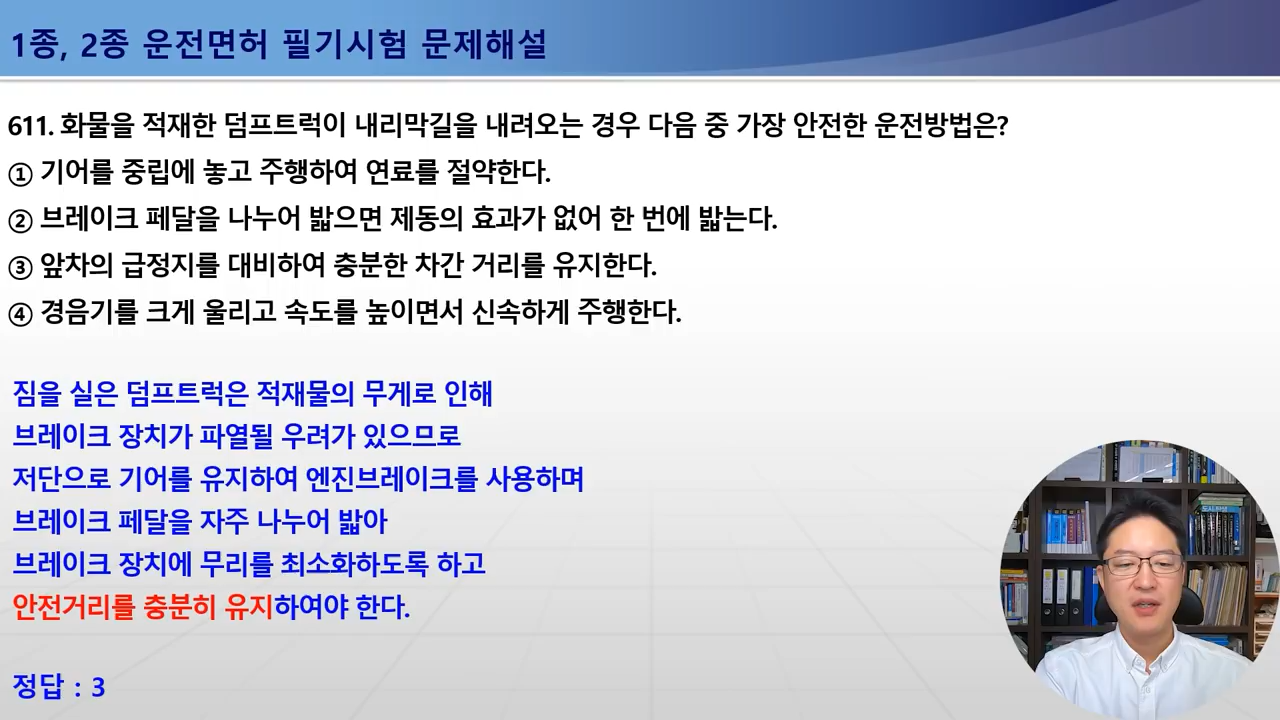 1종, 2종 운전면허 필기시험 문제해설
611. 화물을 적재한 덤프트럭이 내리막길을 내려오는 경우 다음 중 가장 안전한 운전방법은?
① 기어를 중립에 놓고 주행하여 연료를 절약한다.
② 브레이크 페달을 나누어 밟으면 제동의 효과가 없어 한 번에 밟는다.
③ 앞차의 급정지를 대비하여 충분한 차간 거리를 유지한다.
④ 경음기를 크게 울리고 속도를 높이면서 신속하게 주행한다.
짐을 실은 덤프트럭은 적재물의 무게로 인해
브레이크 장치가 파열될 우려가 있으므로
저단으로 기어를 유지하여 엔진브레이크를 사용하며
브레이크 페달을 자주 나누어 밟아
브레이크 장치에 무리를 최소화하도록 하고
안전거리를 충분히 유지하여야 한다.
정답 : 3